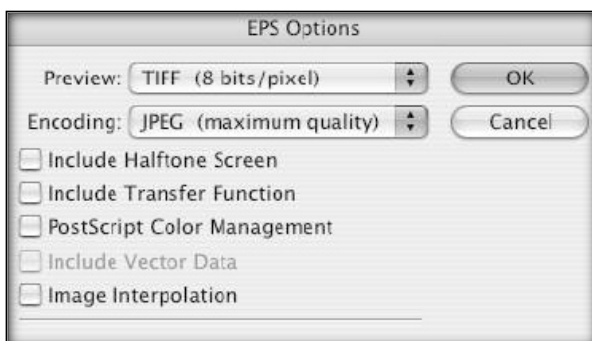 EPS Options
Preview: TIFF (8 bits/pixel) OK
Encoding: JPEG (maximum quality) Cancel
Include Halftone Screen
Include Transfer Function
PostScript Color Management
Include Vector Data
Image Interpolation